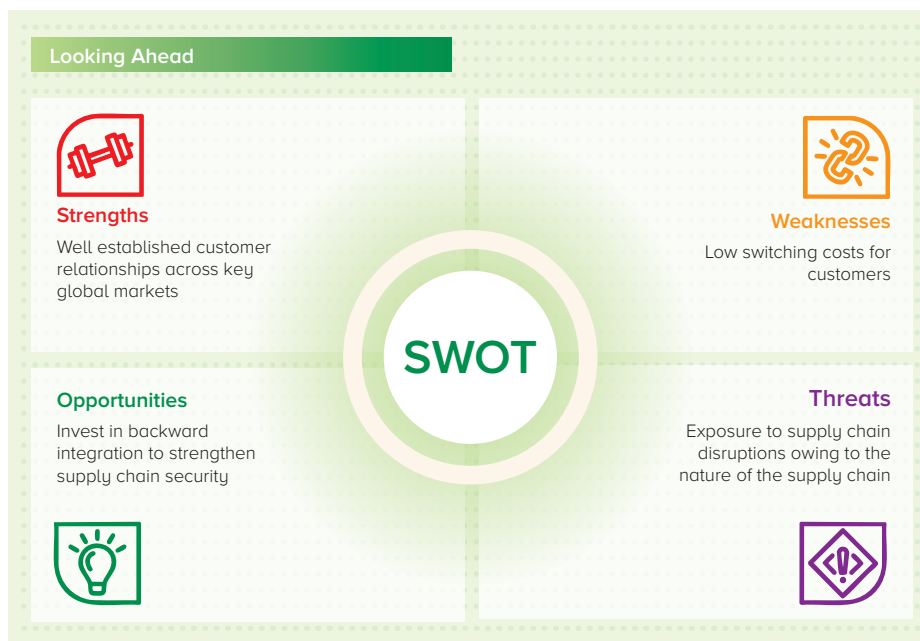 Looking Ahead
Strengths
Well established customer
relationships across key
global markets
Weaknesses
Low switching costs for
customers
SWOT
Opportunities
Invest in backward
integration to strengthen
supply chain security
Threats
Exposure to supply chain
disruptions owing to the
nature of the supply chain